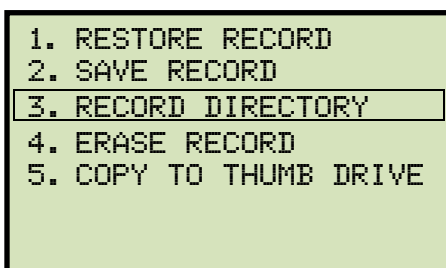 1. RESTORE RECORD
2. SAVE RECORD
3. RECORD DIRECTORY
4. ERASE RECORD
5. COPY TO THUMB DRIVE